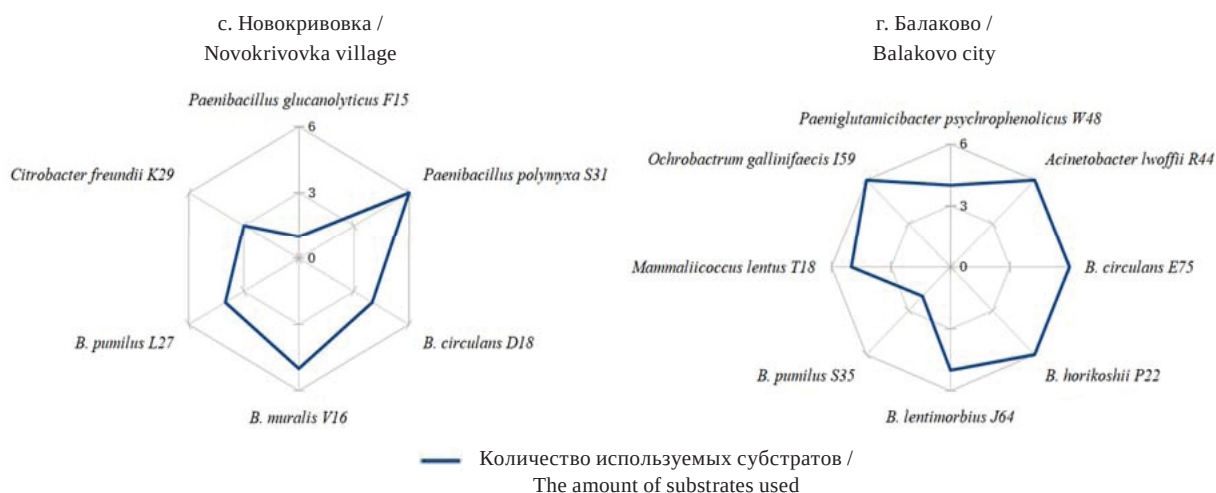 с. Новокривовка /
Novokrivovka village
Paenibacillus glucanolyticus F15
6
Citrobacter freundii K29
Paenibacillus polymyxa S31
3
0
B. pumilus L27
B. circulans D18
B. muralis V16
г. Балаково /
Balakovo city
Paeniglutamicibacter psychrophenolicus W48
6
Ochrobactrum gallinifaecis I59
Acinetobacter lwoffii R44
3
Mammaliicoccus lentus T18
0
B. circulans E75
B. pumilus S35
B. horikoshii P22
B. lentimorbius J64
Количество используемых субстратов /
The amount of substrates used